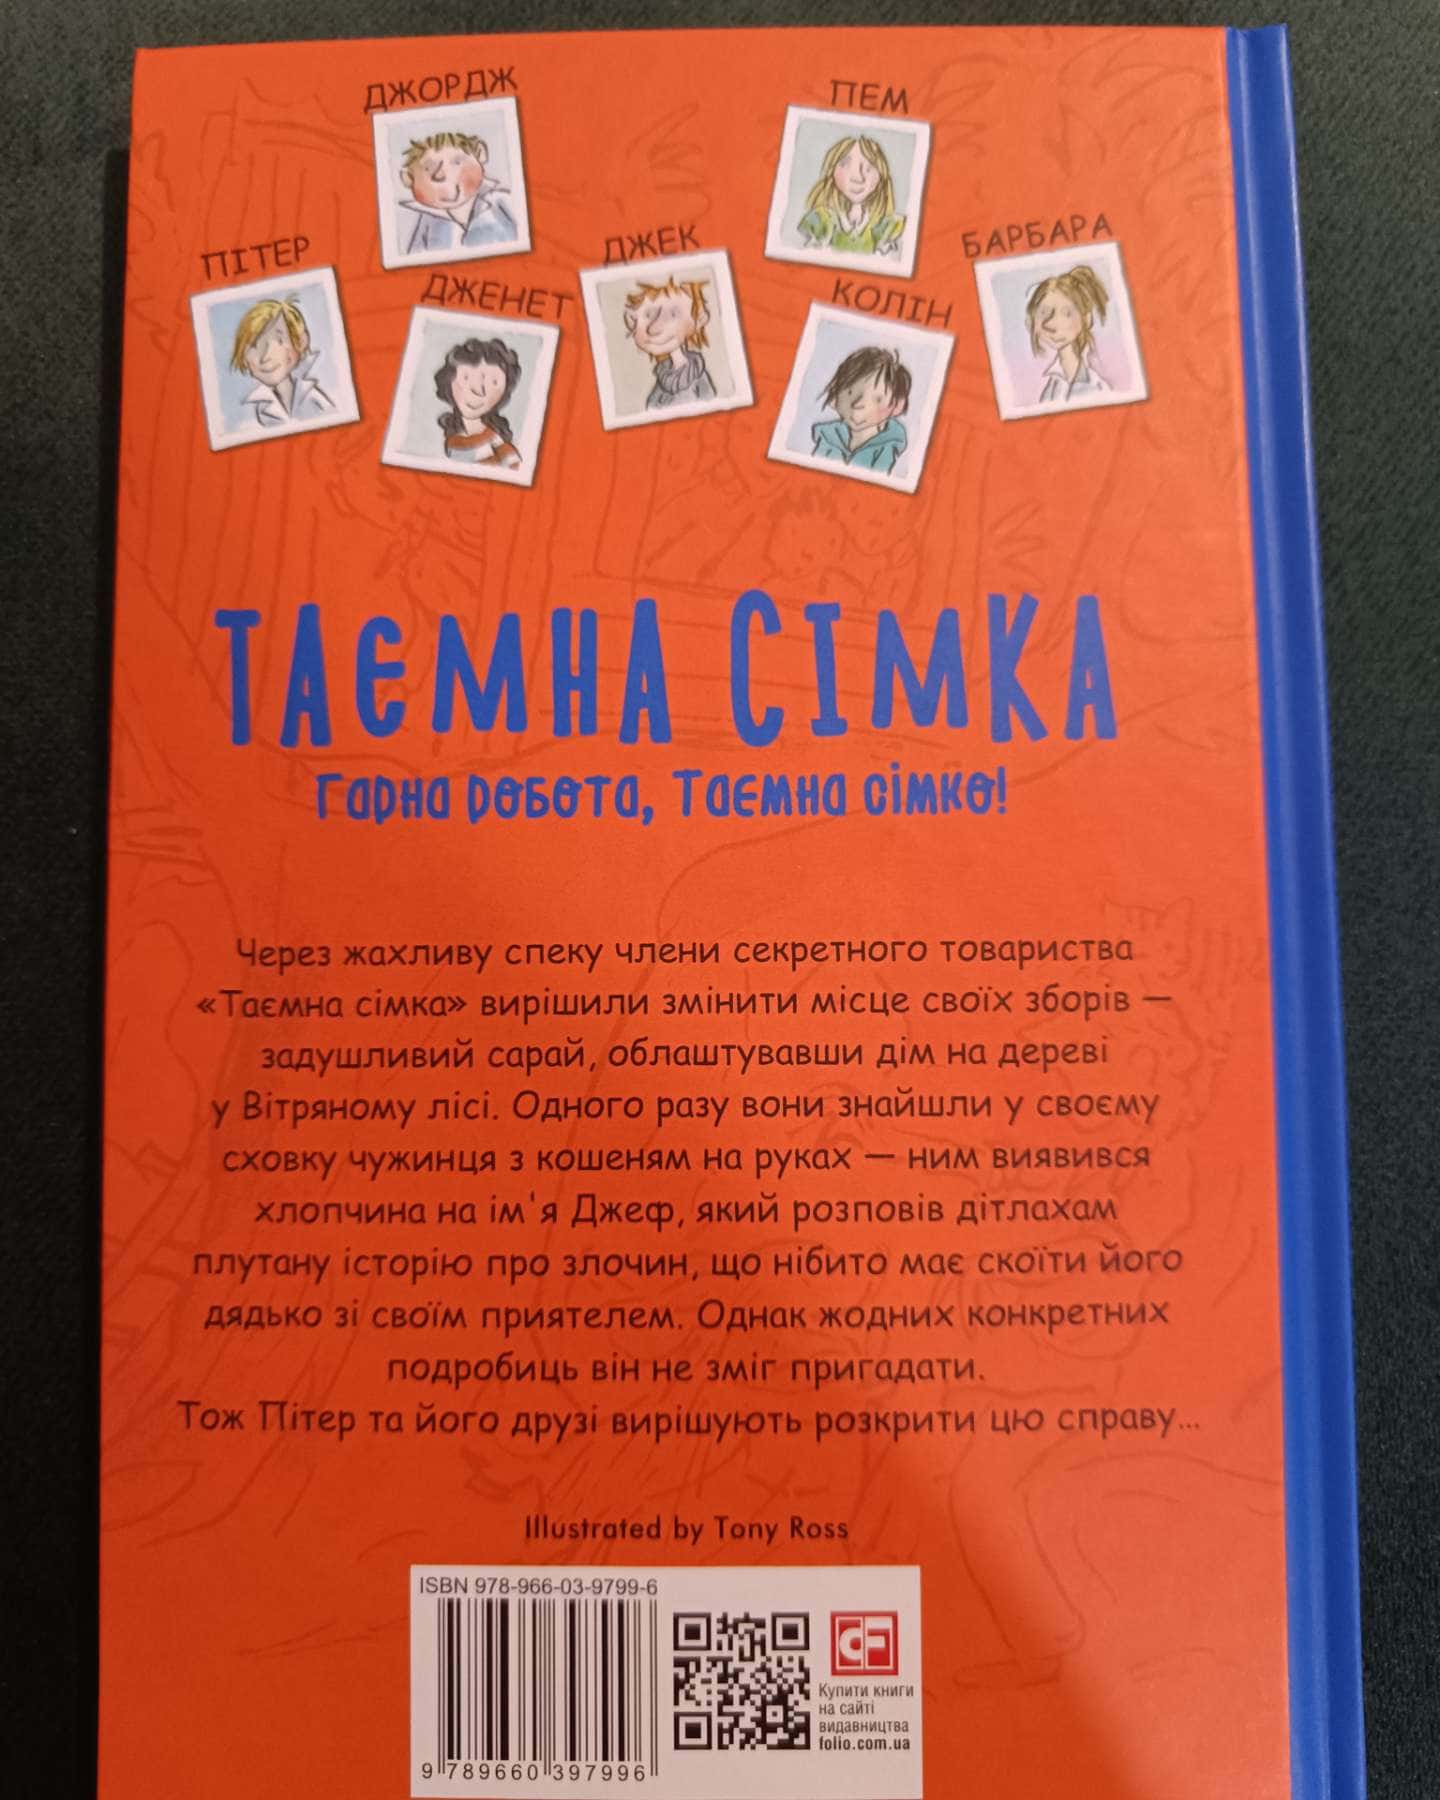 ДЖОРДЖ
ПЕМ
ПІТЕР
ДЖЕНЕТ
ДЖЕК
КОЛІН
БАРБАРА
ТАЄМНА СІМКА
Гарна робота, Таємна сімко!
Через жахливу спеку члени секретного товариства
«Таємна сімка» вирішили змінити місце своїх зборів —
задушливий сарай, облаштувавши дім на дереві
у Вітряному лісі. Одного разу вони знайшли у своєму
сховку чужинця з кошеням на руках — ним виявився
хлопчина на ім'я Джеф, який розповів дітлахам
плутану історію про злочин, що нібито має скоїти його
дядько зі своїм приятелем. Однак жодних конкретних
подробиць він не зміг пригадати.
Тож Пітер та його друзі вирішують розкрити цю справу...
Illustrated by Tony Ross
ISBN 978-966-03-9799-6
CF
Купити книги
на сайті
видавництва
folio.com.ua
9 789660 397996